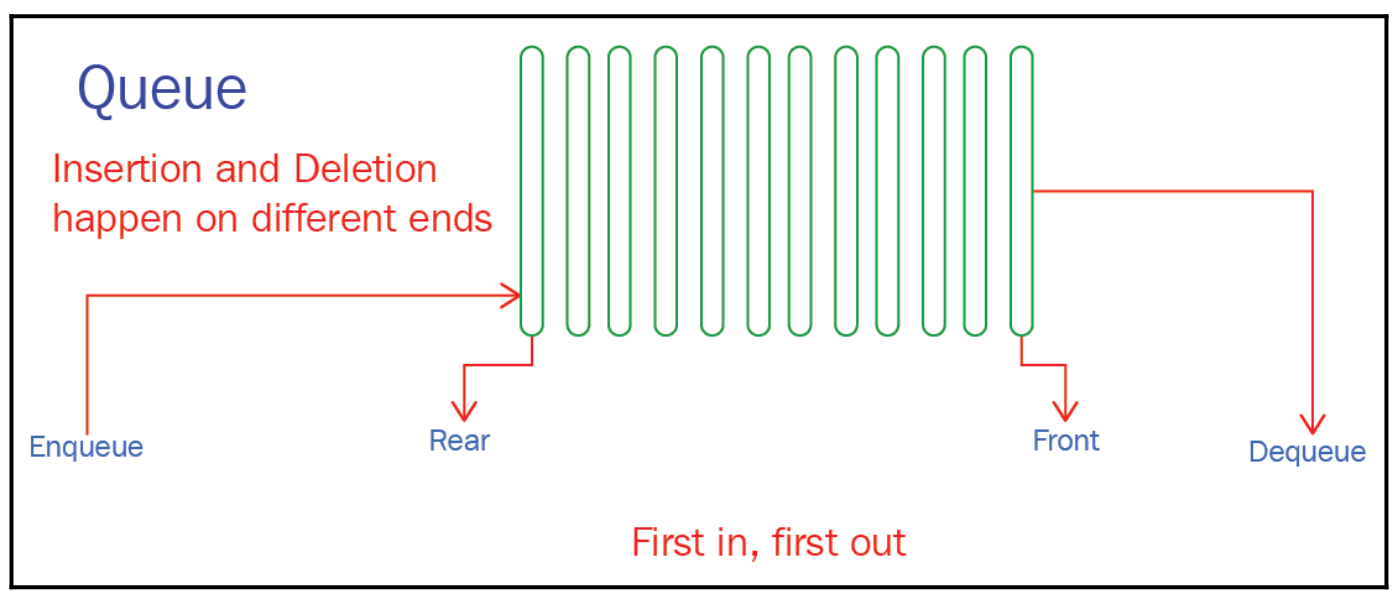 Queue
Insertion and Deletion
happen on different ends
Enqueue
Rear
Front
Dequeue
First in, first out